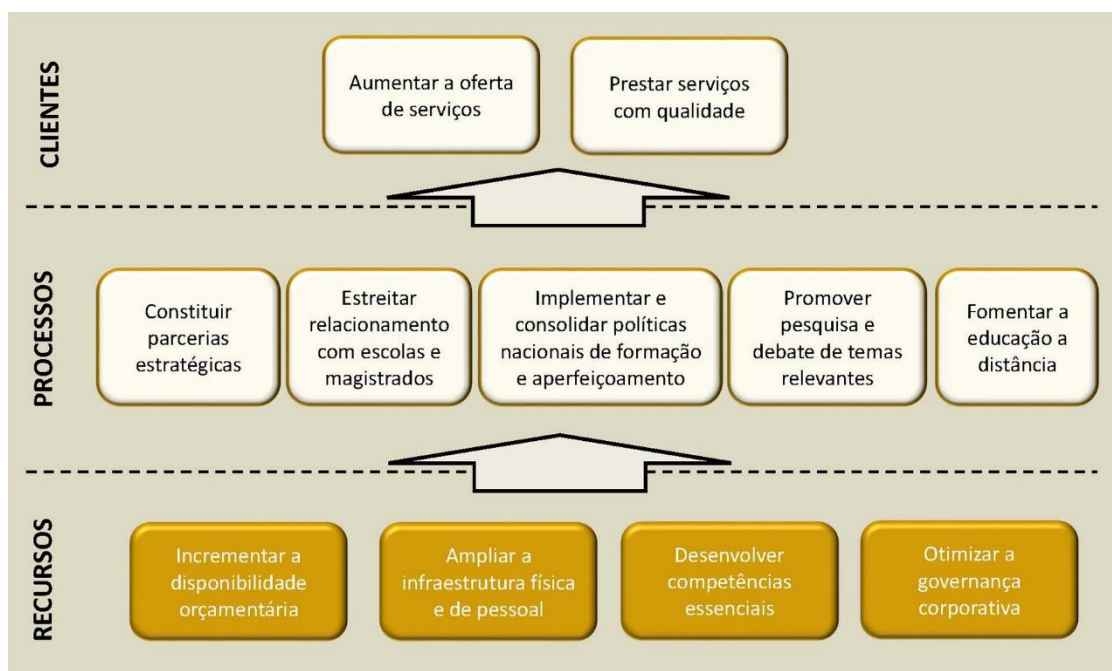 CLIENTES
Aumentar a oferta
de serviços
Prestar serviços
com qualidade
PROCESSOS
Constituir
parcerias
estratégicas
Estreitar
relacionamento
com escolas e
magistrados
Implementar e
consolidar políticas
nacionais de formação
e aperfeiçoamento
Promover
pesquisa e
debate de temas
relevantes
Fomentar a
educação a
distância
RECURSOS
Incrementar a
disponibilidade
orçamentária
Ampliar a
infraestrutura física
e de pessoal
Desenvolver
competências
essenciais
Otimizar a
governança
corporativa